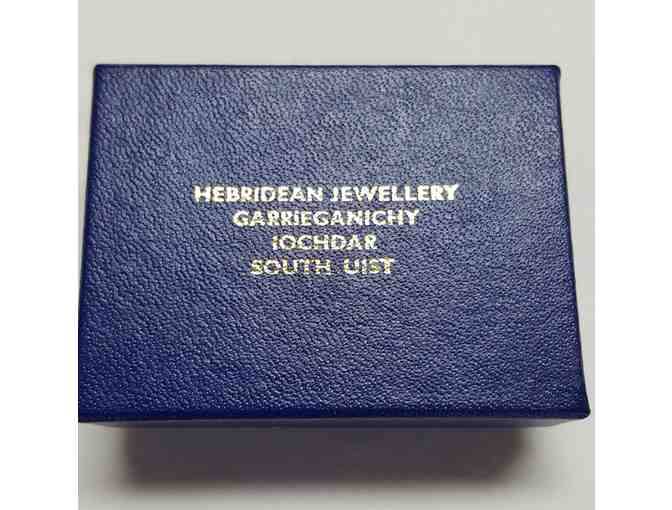 HEBRIDEAN JEWELLERY
GARRIEGANICHY
IOCHDAR
SOUTH UIST